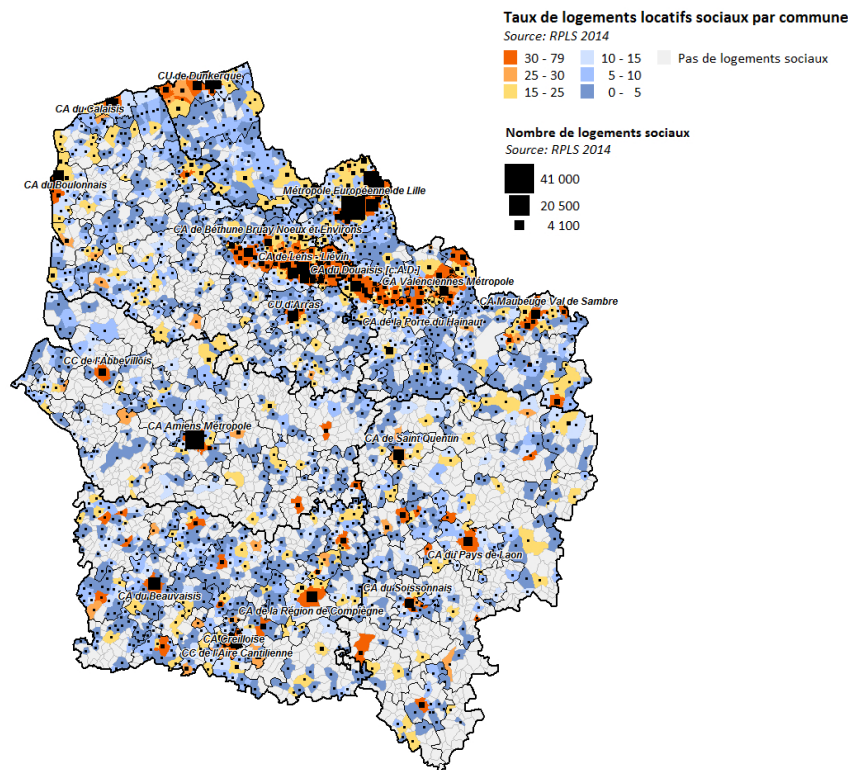 Taux de logements locatifs sociaux par commune
Source: RPLS 2014
30 - 79 10 - 15 Pas de logements sociaux
25 - 30 5 - 10
15 - 25 0 - 5
Nombre de logements sociaux
Source: RPLS 2014
41 000
20 500
4 100
CU de Dunkerque
CA du Calaisis
CA du Boulonnais
Métropole Européenne de Lille
CA de Béthune Bruay Noeux et Environs
CA de Lens - Liévin
CA du Douaisis [c.A.D-]
CA Valenciennes Métropole
CA Maubeuge Val de Sambre
CU d'Arras
CA de la Porte du Hainaut
CC de l'Abbevillois
CA Amiens Métropole
CA de Saint Quentin
CA du Pays de Laon
CA du Soissonnais
CA du Beauvaisis
CA de la Région de Compiègne
CA Creilloise
CC de l'Aire Cantilienne